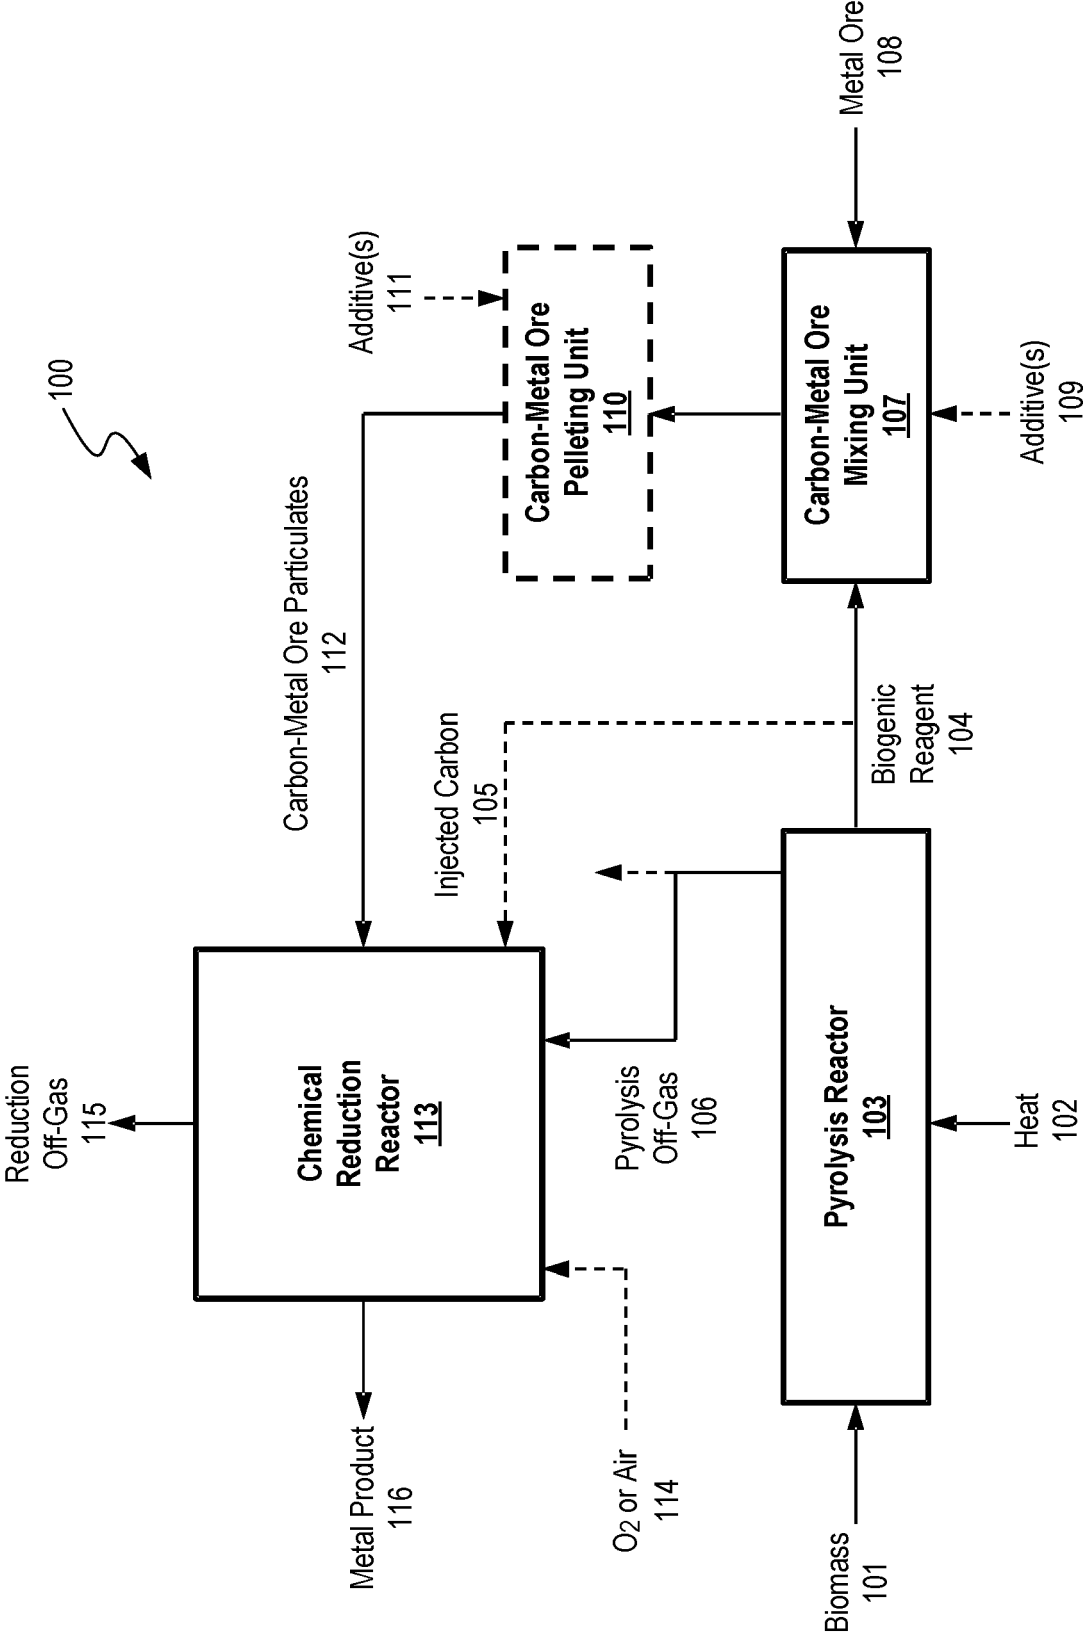 100
Reduction
Off-Gas
115
Carbon-Metal Ore Particulates
112
Additive(s)
111
Metal Product
116
Chemical
Reduction
Reactor
113
Injected Carbon
105
Carbon-Metal Ore
Pelleting Unit
110
O2 or Air
114
Pyrolysis
Off-Gas
106
Biomass
101
Pyrolysis Reactor
103
Biogenic
Reagent
104
Carbon-Metal Ore
Mixing Unit
107
Metal Ore
108
Heat
102
Additive(s)
109